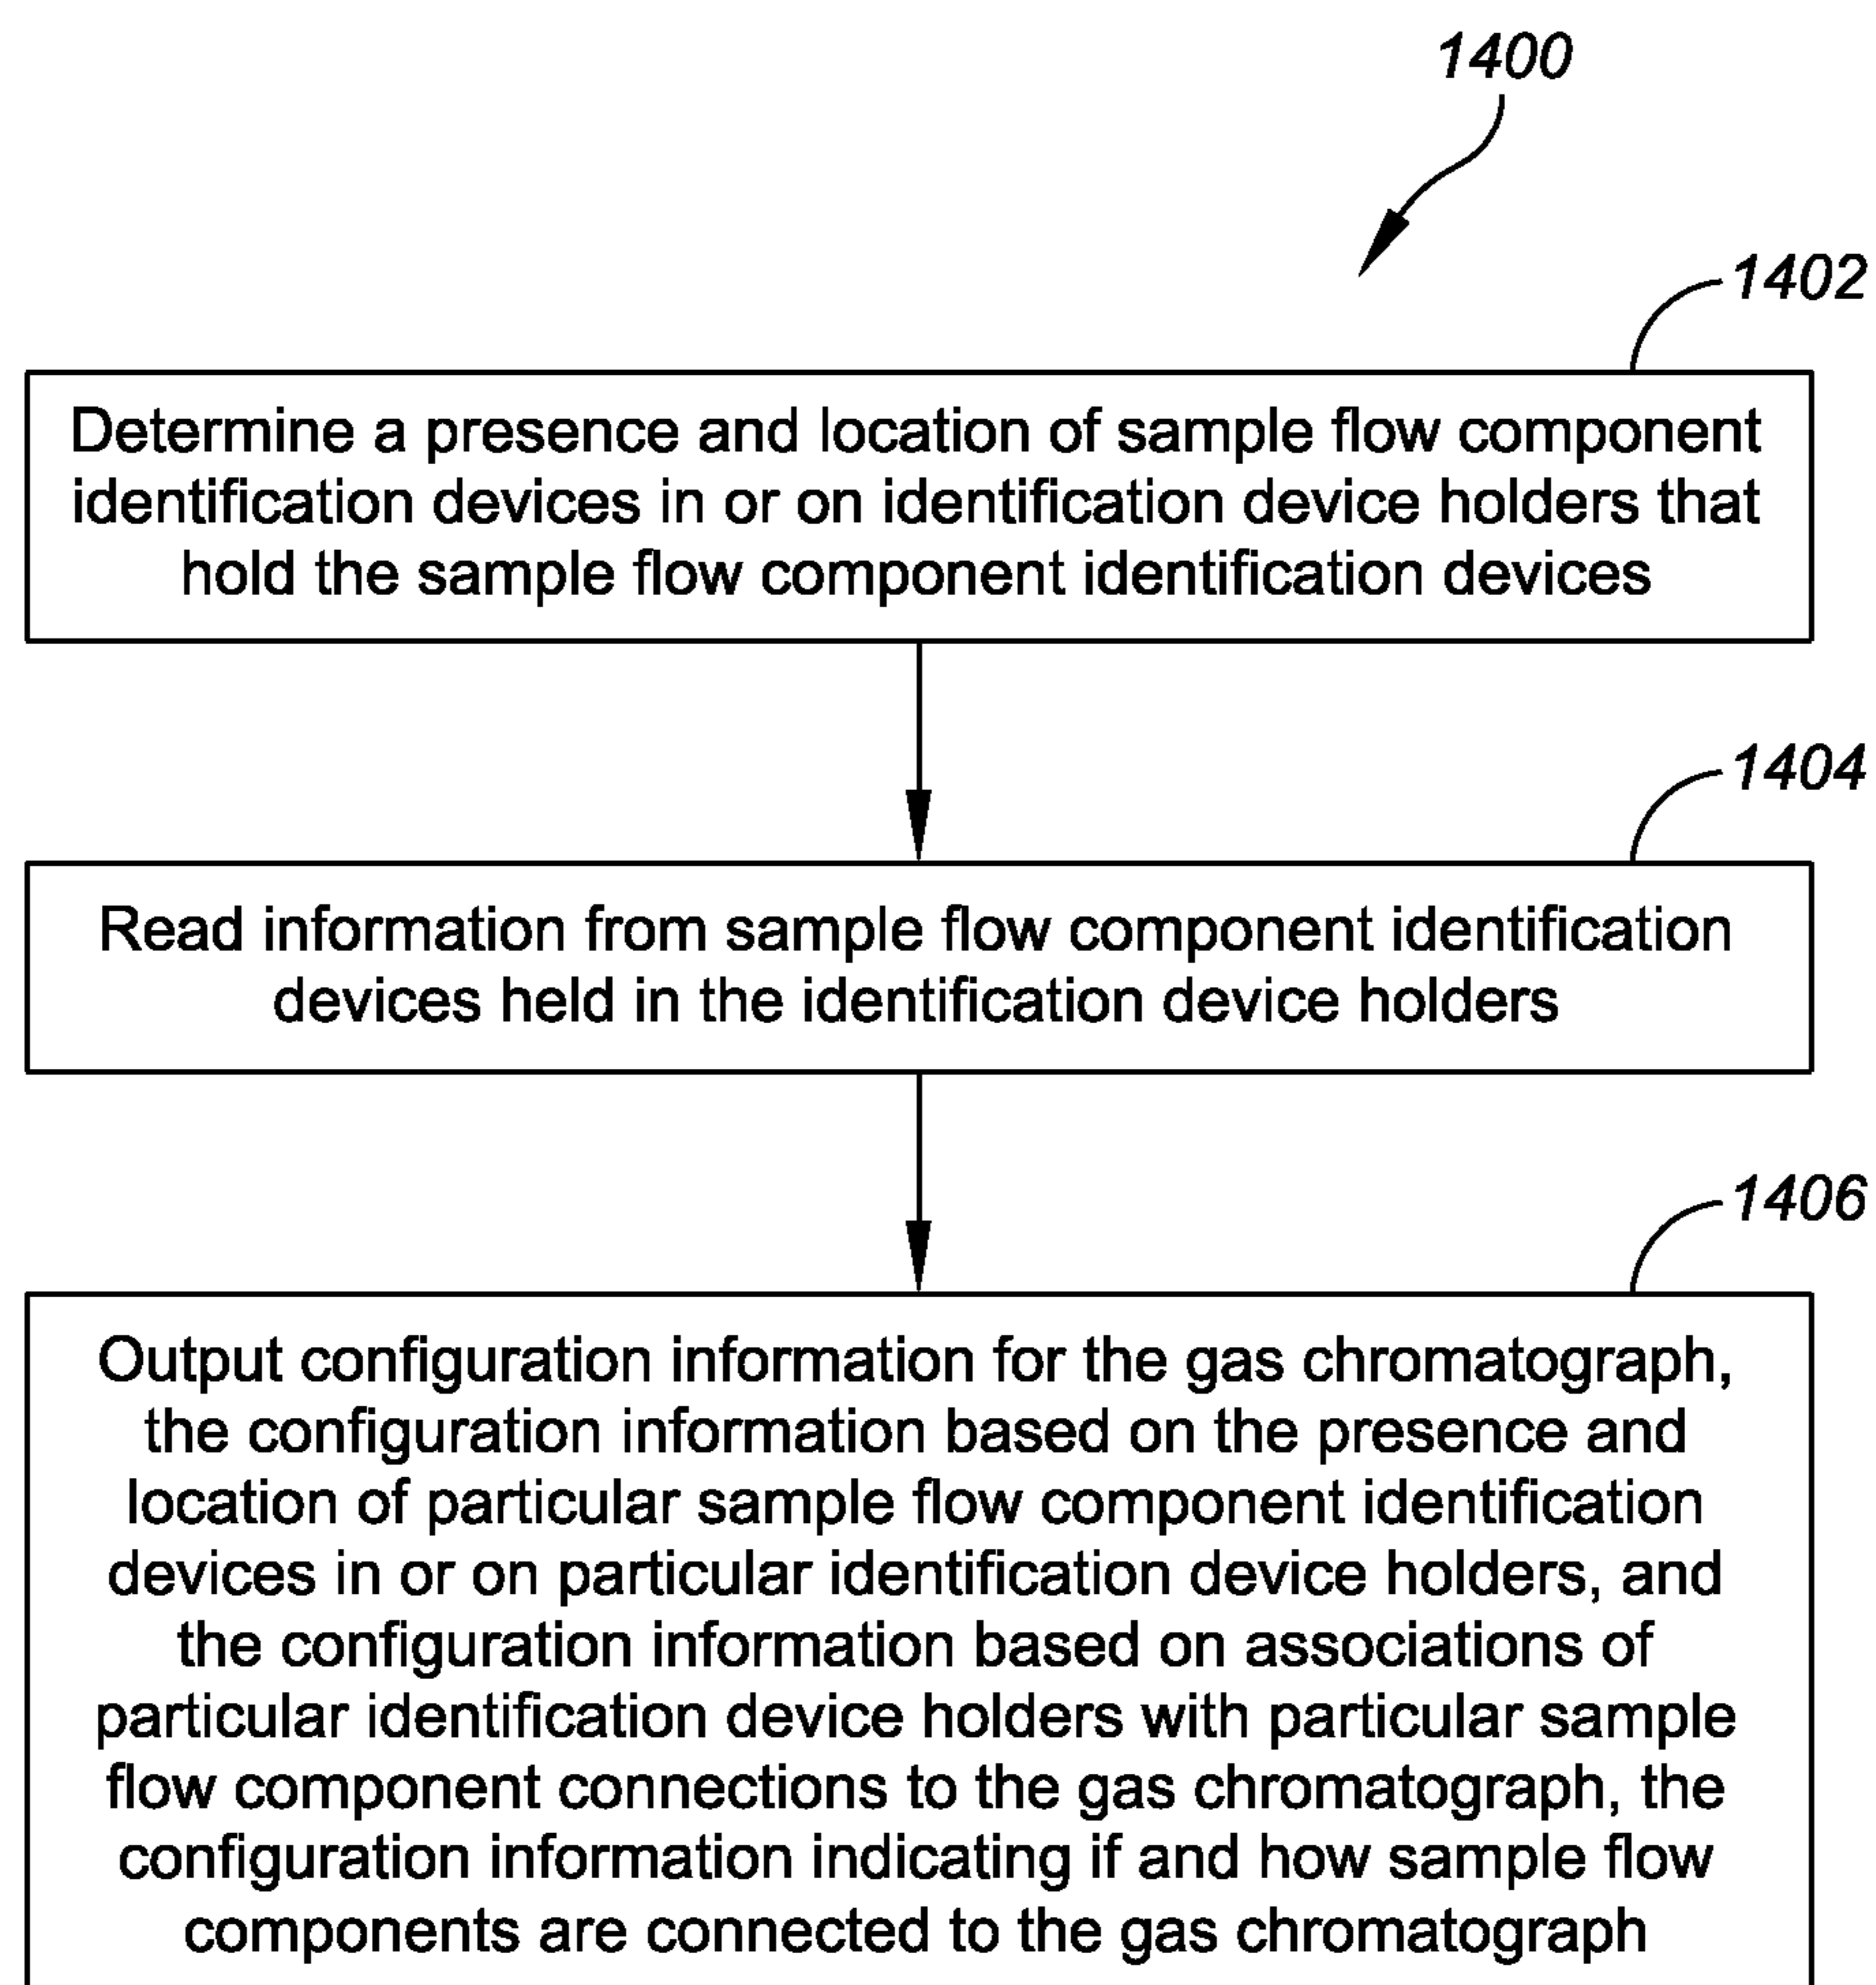 1400
1402
Determine a presence and location of sample flow component
identification devices in or on identification device holders that
hold the sample flow component identification devices
1404
Read information from sample flow component identification
devices held in the identification device holders
1406
Output configuration information for the gas chromatograph,
the configuration information based on the presence and
location of particular sample flow component identification
devices in or on particular identification device holders, and
the configuration information based on associations of
particular identification device holders with particular sample
flow component connections to the gas chromatograph, the
configuration information indicating if and how sample flow
components are connected to the gas chromatograph